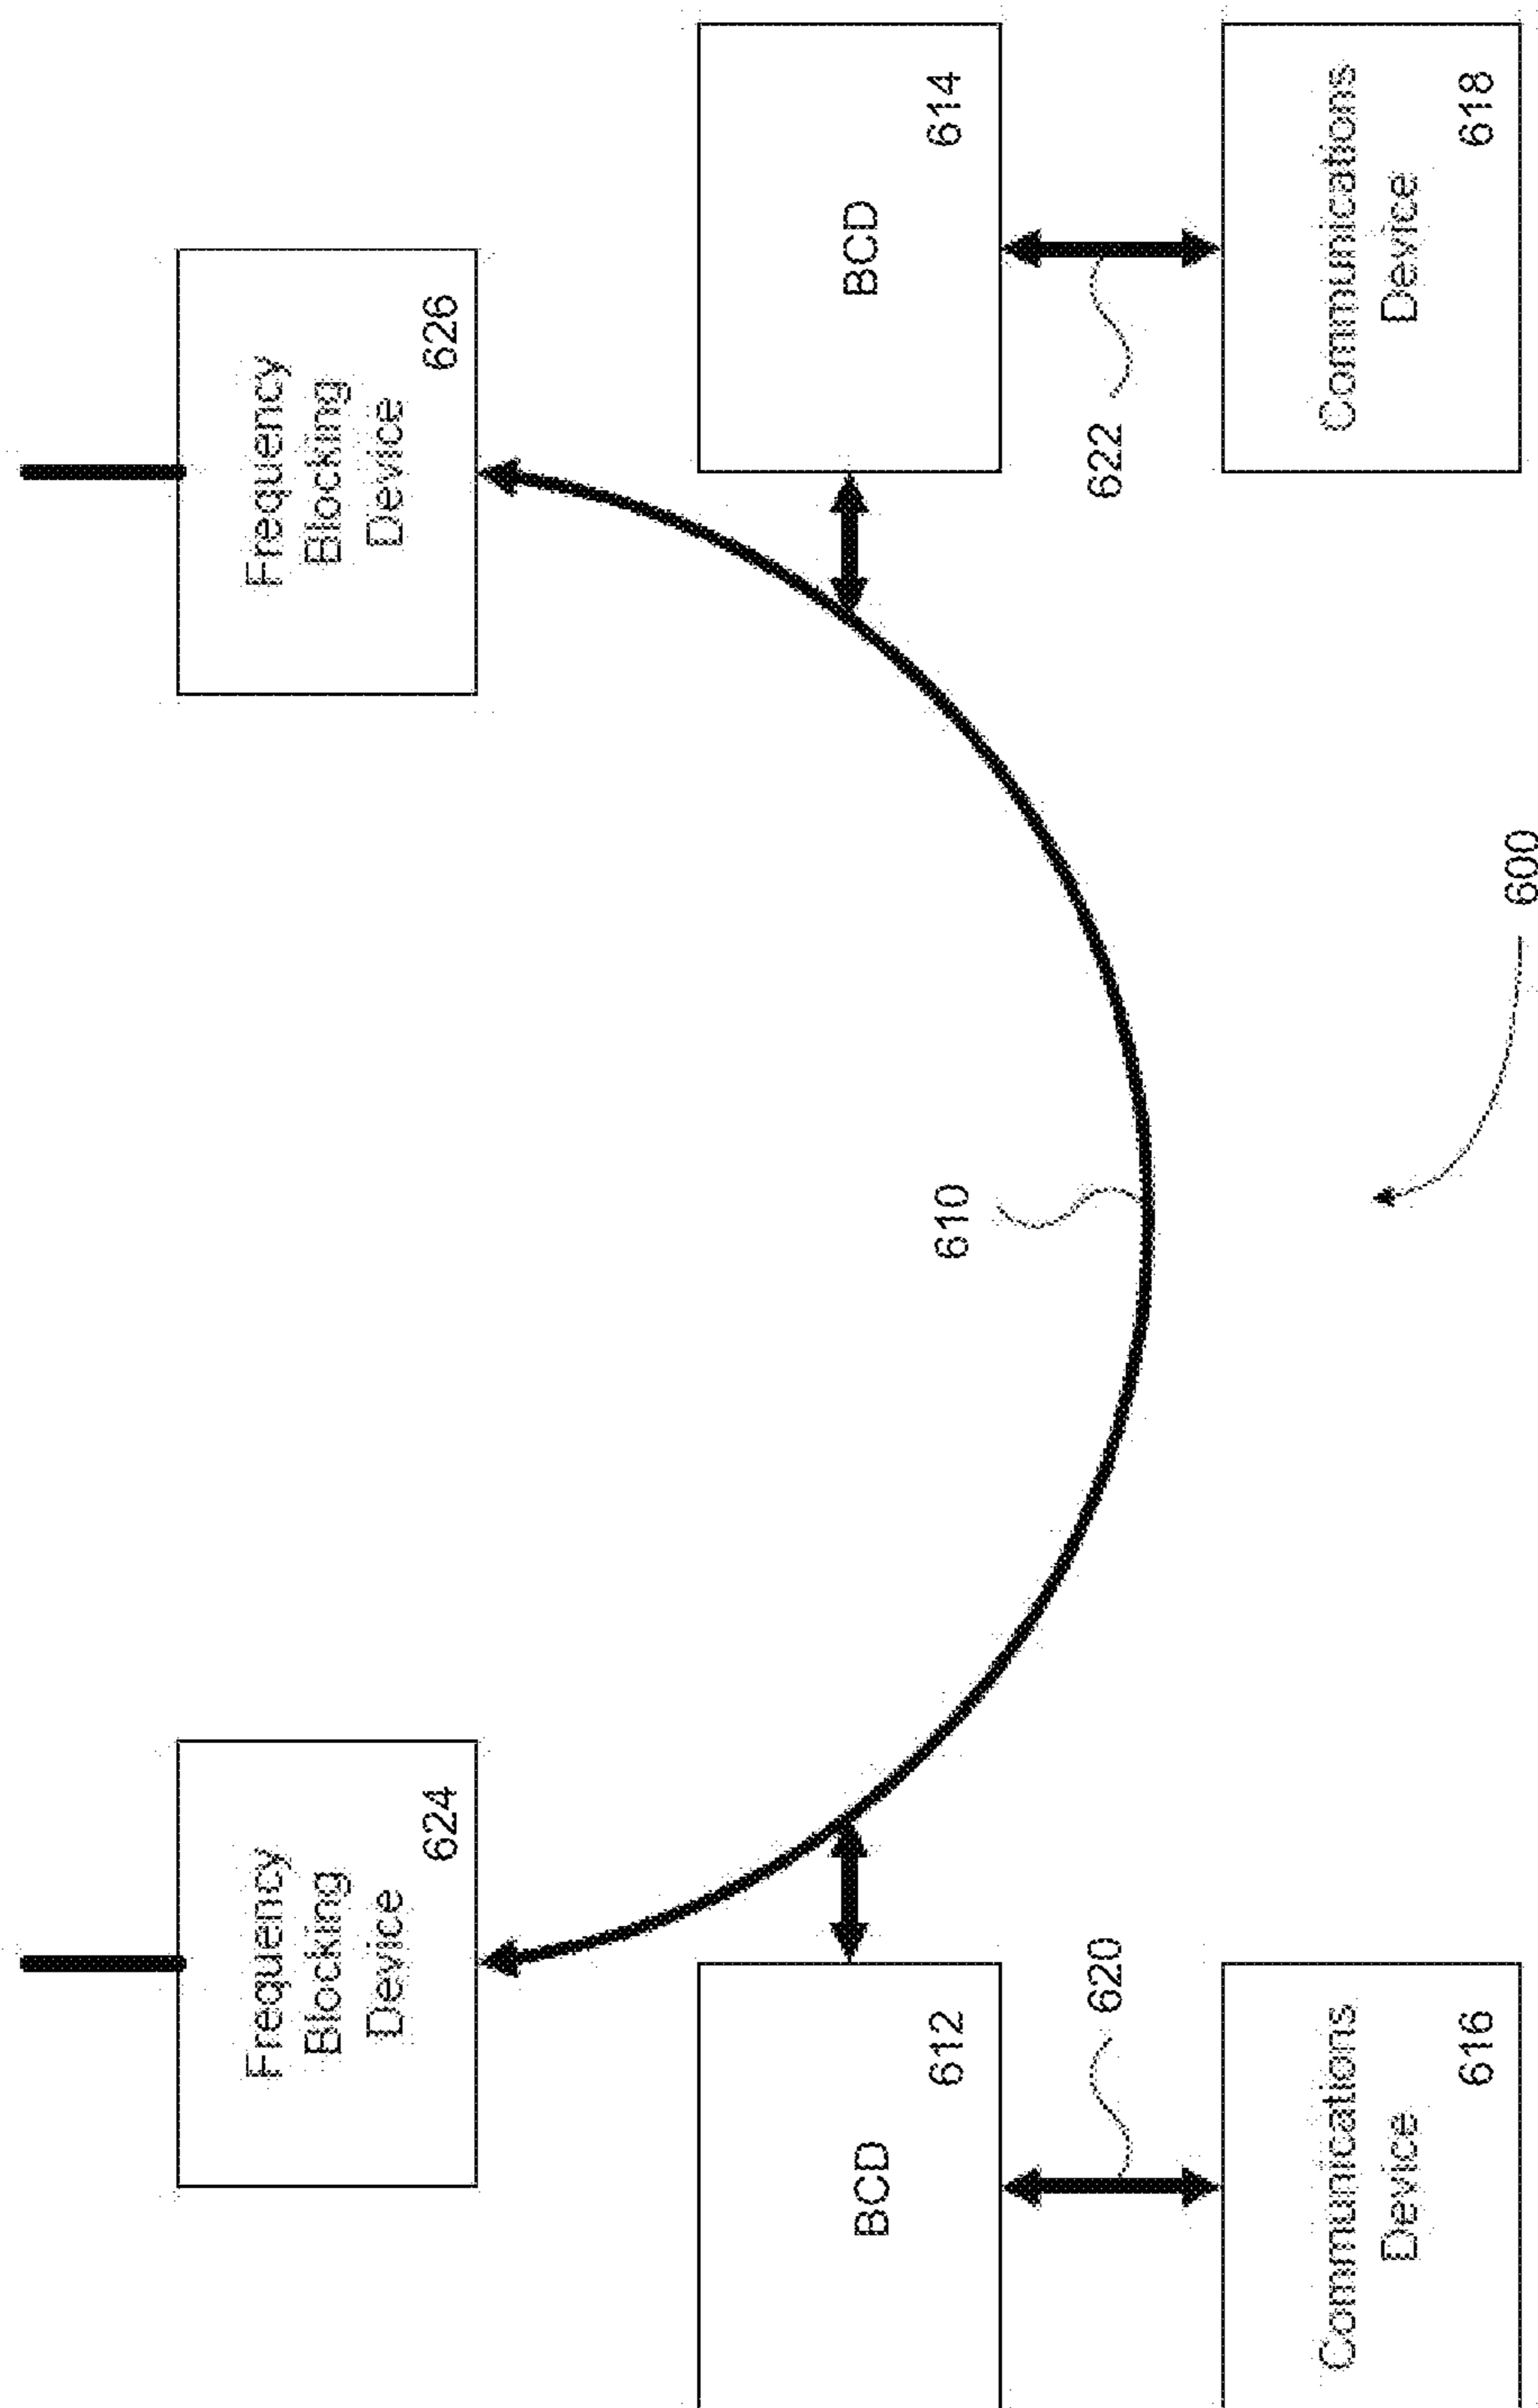 Frequency
Blocking
Device
624
Frequency
Blocking
Device
626
BCD
612
610
BCD
614
620
622
Communications
Device
616
600
Communications
Device
618